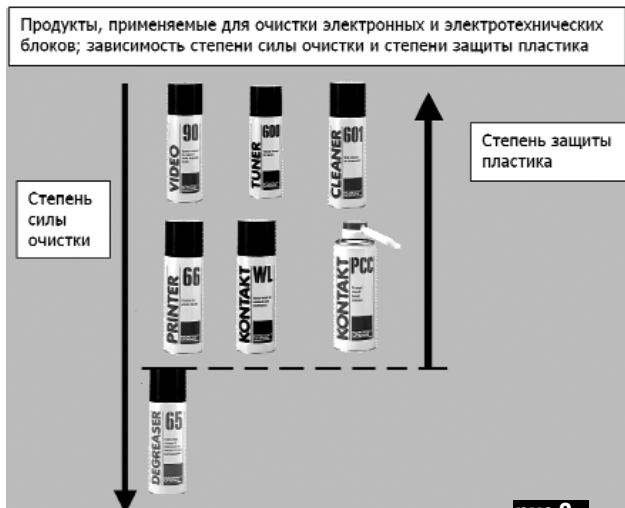 Продукты, применяемые для очистки электронных и электротехнических
блоков; зависимость степени силы очистки и степени защиты пластика
VIDEO 90
TUNER 600
CLEANER 601
Степень защиты
пластика
Степень
силы
очистки
PRINTER 66
KONTAKT WL
KONTAKT PCC
DEGREASER 65